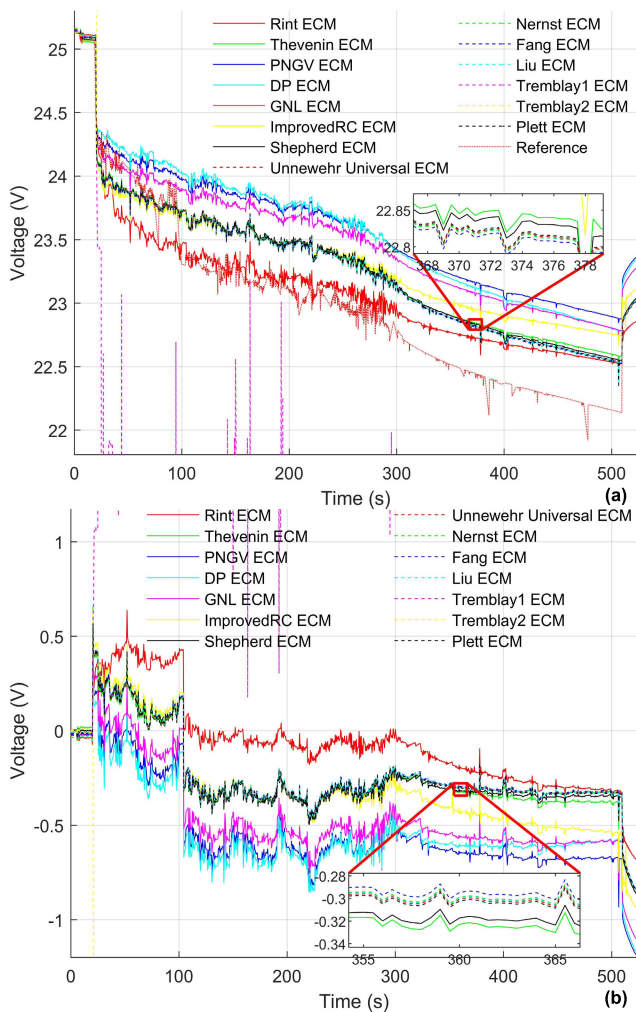 Rint ECM
Thevenin ECM
PNGV ECM
DP ECM
GNL ECM
ImprovedRC ECM
Shepherd ECM
Unnewehr Universal ECM
Nernst ECM
Fang ECM
Liu ECM
Tremblay1 ECM
Tremblay2 ECM
Plett ECM
Reference
25
24.5
24
23.5
23
22.5
22
Voltage (V)
22.85
22.8
368 370 372 374 376 378
0 100 200 300 400 500
Time (s)
(a)
Rint ECM
Thevenin ECM
PNGV ECM
DP ECM
GNL ECM
ImprovedRC ECM
Shepherd ECM
Unnewehr Universal ECM
Nernst ECM
Fang ECM
Liu ECM
Tremblay1 ECM
Tremblay2 ECM
Plett ECM
1
0.5
0
-0.5
-1
Voltage (V)
-0.28
-0.3
-0.32
-0.34
355 360 365
0 100 200 300 400 500
Time (s)
(b)